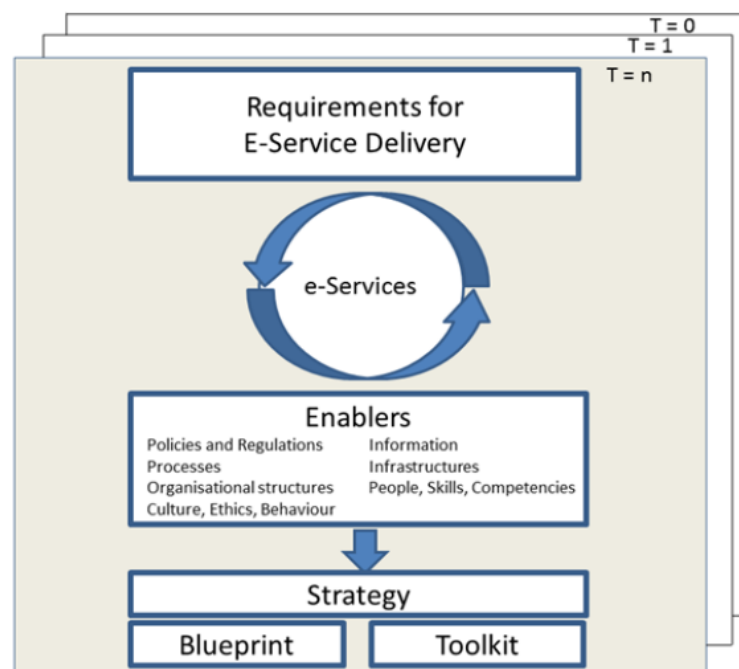 T = 0
T = 1
T = n
Requirements for
E-Service Delivery
e-Services
Enablers
Policies and Regulations
Information
Processes
Infrastructures
Organisational structures
People, Skills, Competencies
Culture, Ethics, Behaviour
Strategy
Blueprint
Toolkit